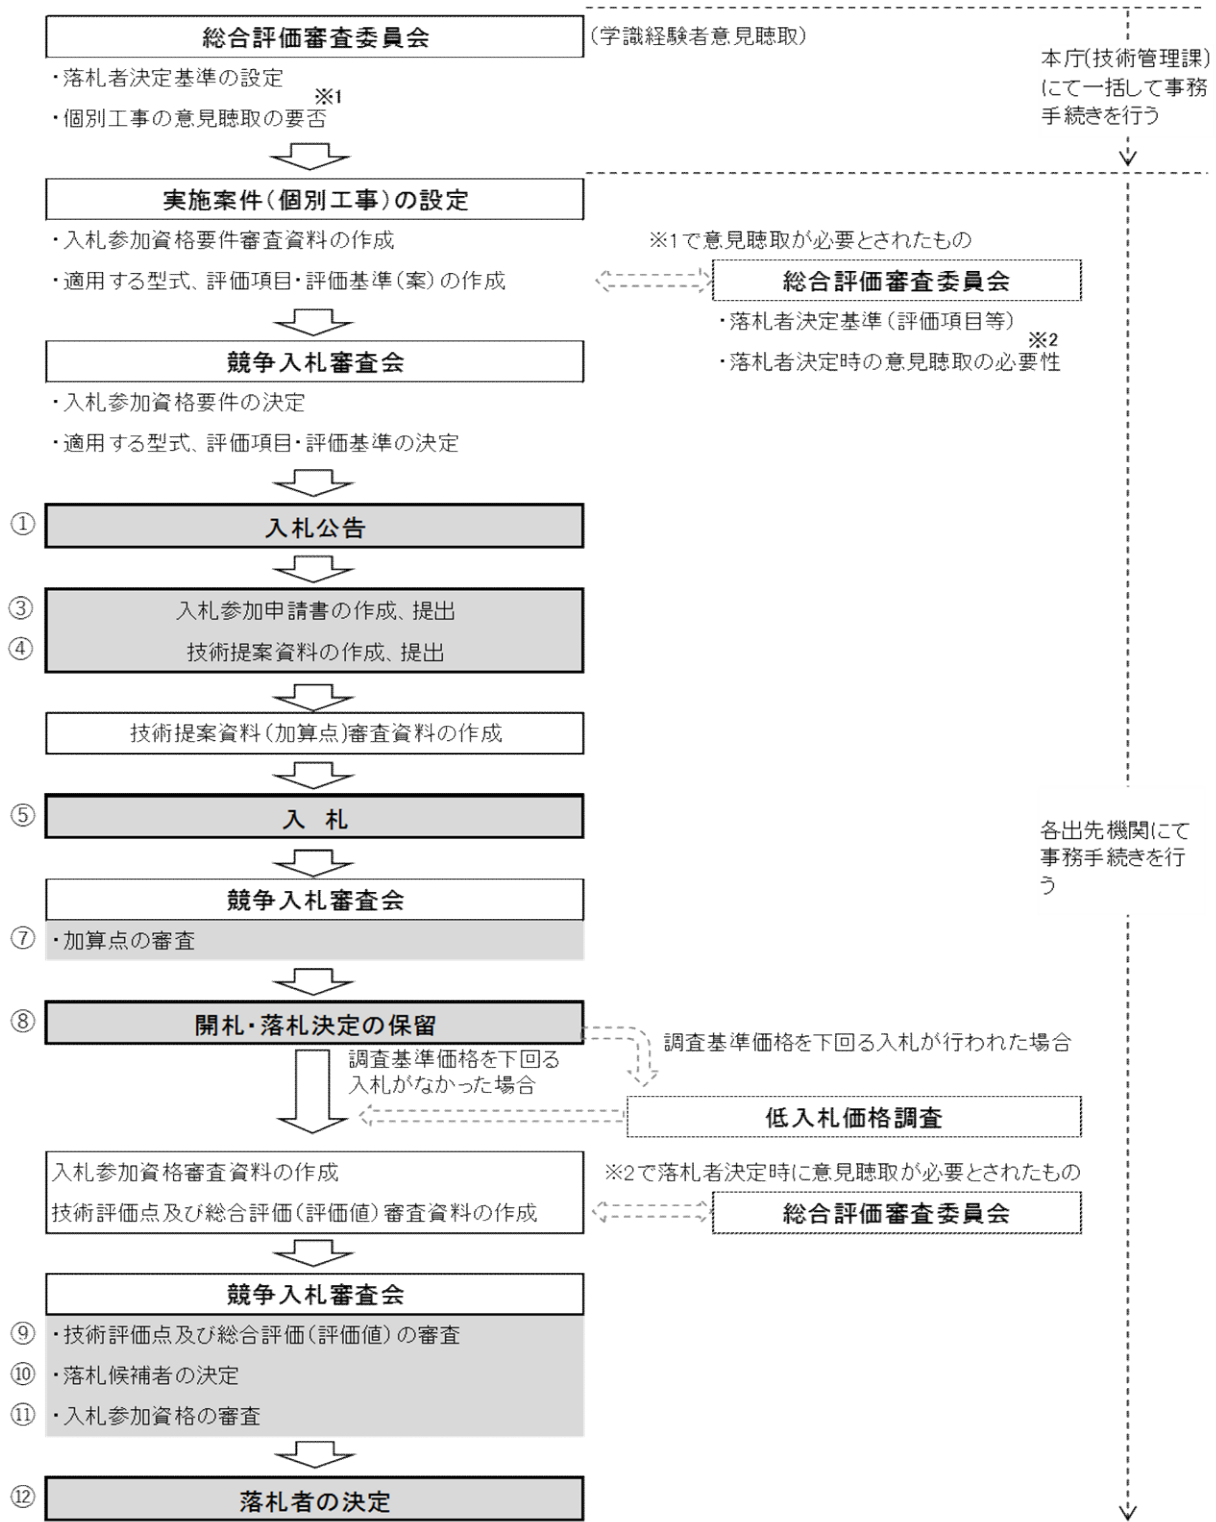 総合評価審査委員会
(学識経験者意見聴取)
・落札者決定基準の設定
※1
・個別工事の意見聴取の要否
本庁(技術管理課)
にて一括して事務
手続きを行う
実施案件(個別工事)の設定
・入札参加資格要件審査資料の作成
・適用する型式、評価項目・評価基準(案)の作成
※1で意見聴取が必要とされたもの
総合評価審査委員会
・落札者決定基準(評価項目等)
※2
・落札者決定時の意見聴取の必要性
競争入札審査会
・入札参加資格要件の決定
・適用する型式、評価項目・評価基準の決定
① 入札公告
③ 入札参加申請書の作成、提出
④ 技術提案資料の作成、提出
技術提案資料(加算点)審査資料の作成
⑤ 入 札
各出先機関にて
事務手続きを行
う
競争入札審査会
⑦ ・加算点の審査
⑧ 開札・落札決定の保留
調査基準価格を下回る
入札がなかった場合
調査基準価格を下回る入札が行われた場合
低入札価格調査
入札参加資格審査資料の作成
技術評価点及び総合評価(評価値)審査資料の作成
※2で落札者決定時に意見聴取が必要とされたもの
総合評価審査委員会
競争入札審査会
⑨ ・技術評価点及び総合評価(評価値)の審査
⑩ ・落札候補者の決定
⑪ ・入札参加資格の審査
⑫ 落札者の決定